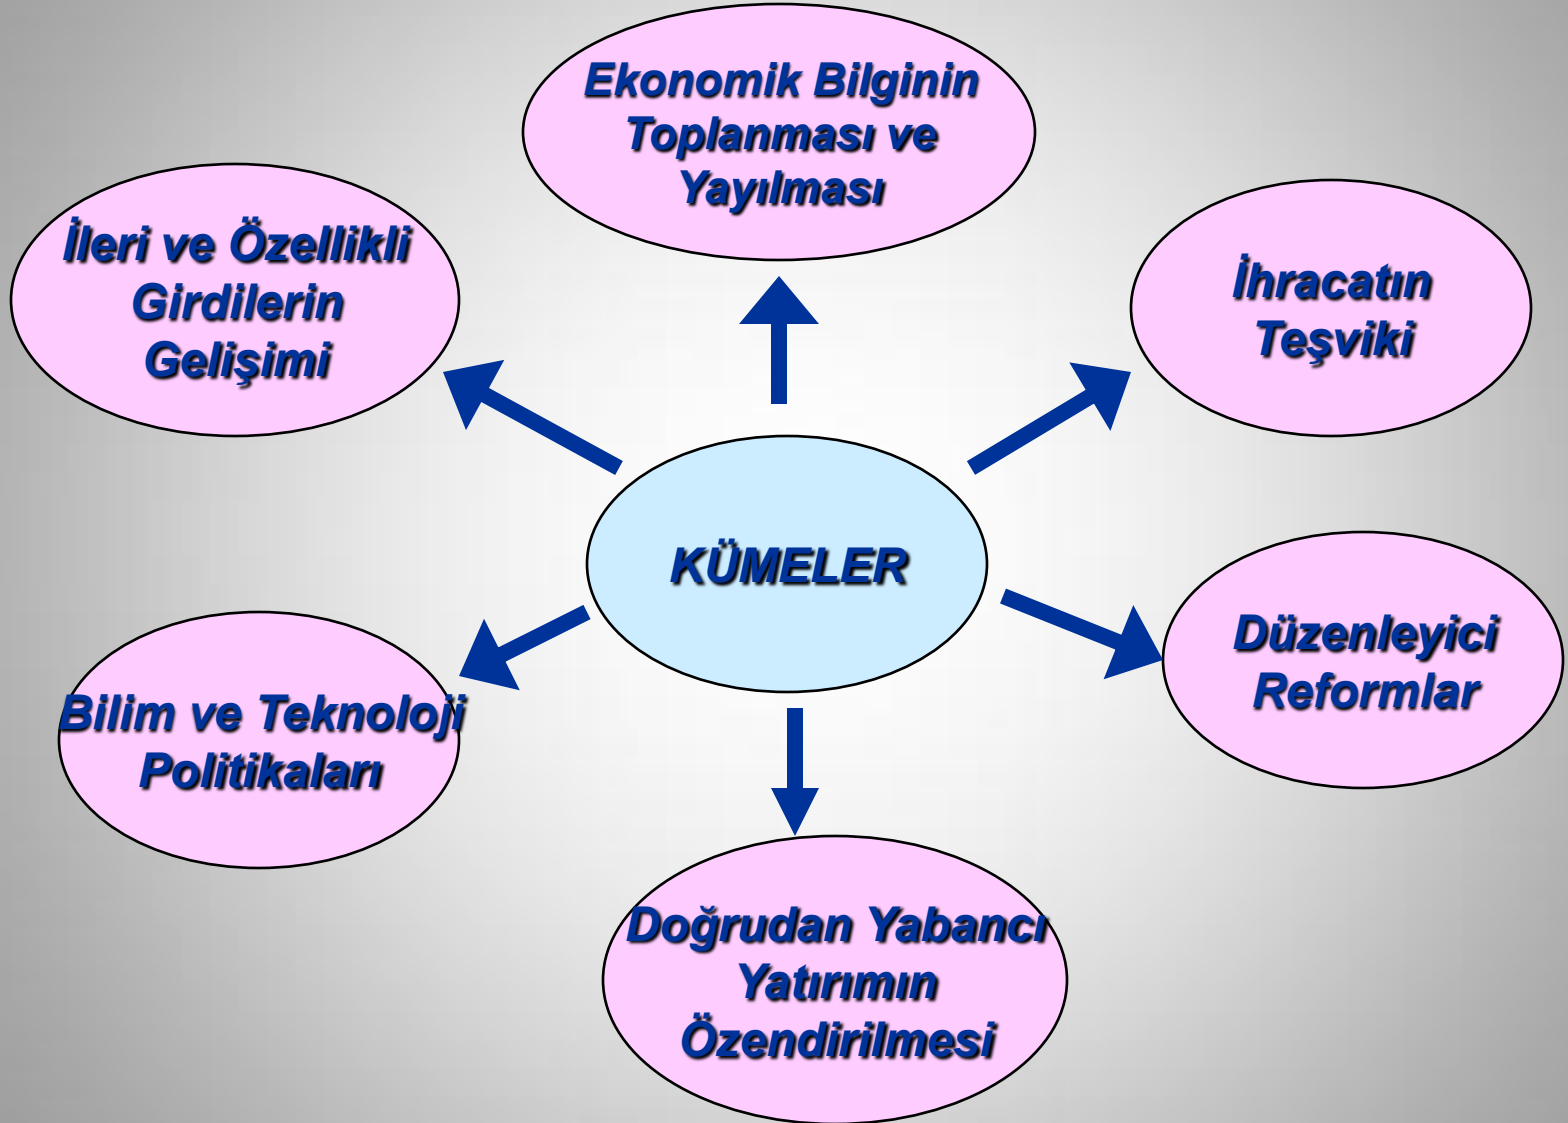 Ekonomik Bilginin
Toplanması ve
Yayılması
İleri ve Özellikli
Girdilerin
Gelişimi
İhracatın
Teşviki
KÜMELER
Düzenleyici
Reformlar
Bilim ve Teknoloji
Politikaları
Doğrudan Yabancı
Yatırımın
Özendirilmesi